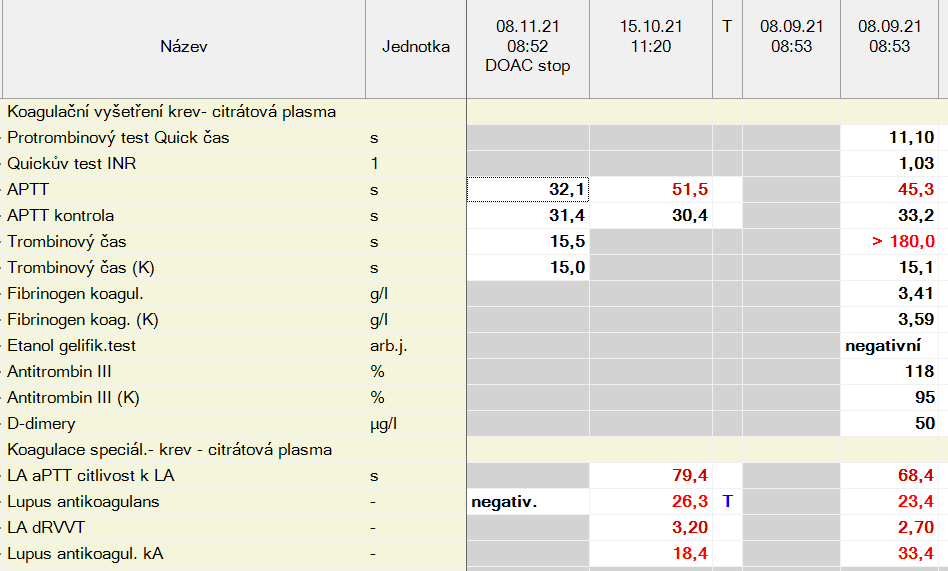 Název Jednotka 08.11.21 08:52 DOAC stop 15.10.21 11:20 T 08.09.21 08:53 08.09.21 08:53
Koagulační vyšetření krev- citrátová plasma
Protrombinový test Quick čas s 11,10
Quickův test INR 1 1,03
APTT s 32,1 51,5 45,3
APTT kontrola s 31,4 30,4 33,2
Trombinový čas s 15,5 > 180,0
Trombinový čas (K) s 15,0 15,1
Fibrinogen koagul. g/l 3,41
Fibrinogen koag. (K) g/l 3,59
Etanol gelifik.test arb.j. negativní
Antitrombin III % 118
Antitrombin III (K) % 95
D-dimery µg/l 50
Koagulace speciál.- krev - citrátová plasma
LA aPTT citlivost k LA s 79,4 68,4
Lupus antikoagulans - negativ. 26,3 T 23,4
LA dRVVT - 3,20 2,70
Lupus antikoagul. kA - 18,4 33,4